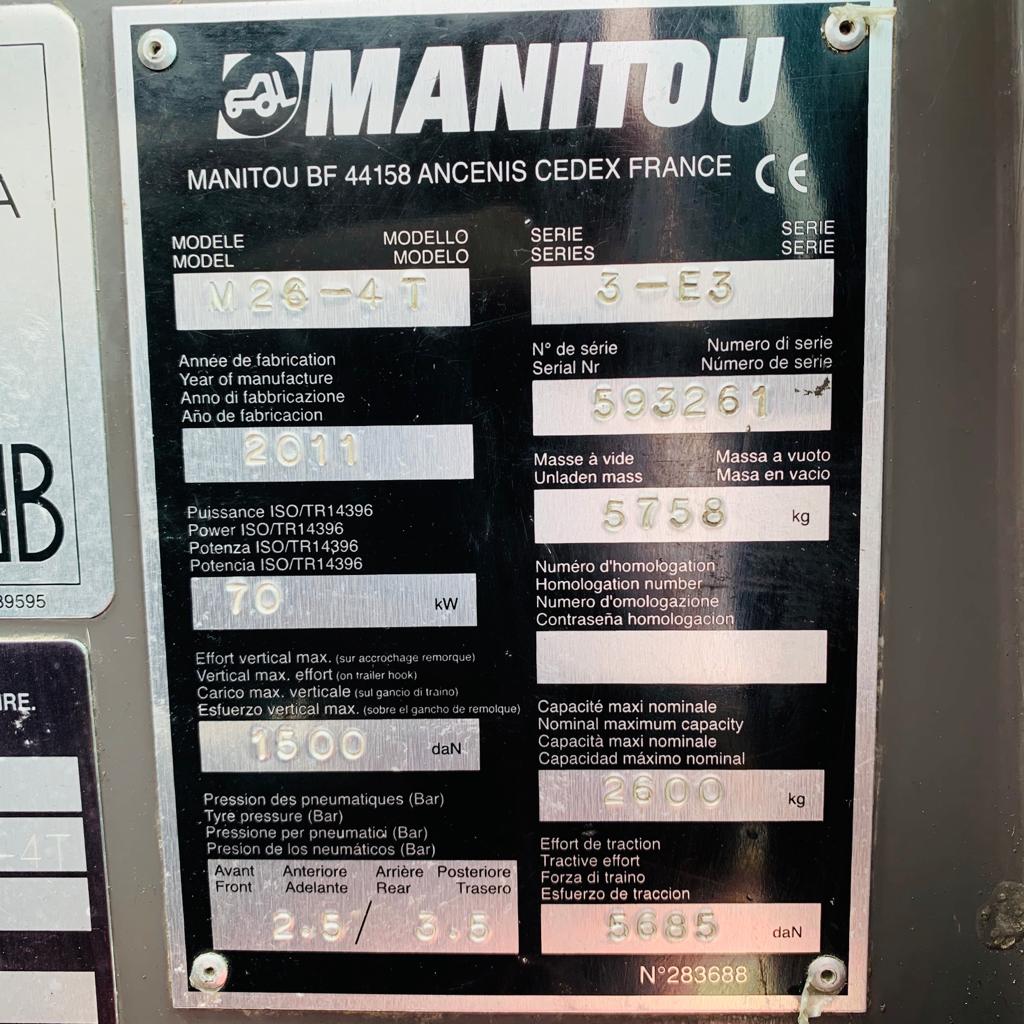 MANITOU
MANITOU BF 44158 ANCENIS CEDEX FRANCE CE
MODELE MODELLO
MODEL MODELO
M26-4T
SERIE SERIE
SERIES SERIE
3-E3
Année de fabrication
Year of manufacture
Anno di fabbricazione
Año de fabricacion
2011
N° de série Numero di serie
Serial Nr Número de serie
593261
Masse à vide Massa a vuoto
Unladen mass Masa en vacio
5758 kg
Puissance ISO/TR14396
Power ISO/TR14396
Potenza ISO/TR14396
Potencia ISO/TR14396
70 kW
Numéro d'homologation
Homologation number
Numero d'omologazione
Contraseña homologacion
Effort vertical max. (sur accrochage remorque)
Vertical max. effort (on trailer hook)
Carico max. verticale (sul gancio di traino)
Esfuerzo vertical max. (sobre el gancho de remolque)
1500 daN
Capacité maxi nominale
Nominal maximum capacity
Capacità maxi nominale
Capacidad máximo nominal
2600 kg
Pression des pneumatiques (Bar)
Tyre pressure (Bar)
Pressione per pneumatici (Bar)
Presion de los neumáticos (Bar)
Avant Anteriore Arrière Posteriore
Front Adelante Rear Trasero
2.5 / 3.5
Effort de traction
Tractive effort
Forza di traino
Esfuerzo de traccion
5685 daN
N°283688
A
B
39595
IRE.
-4T